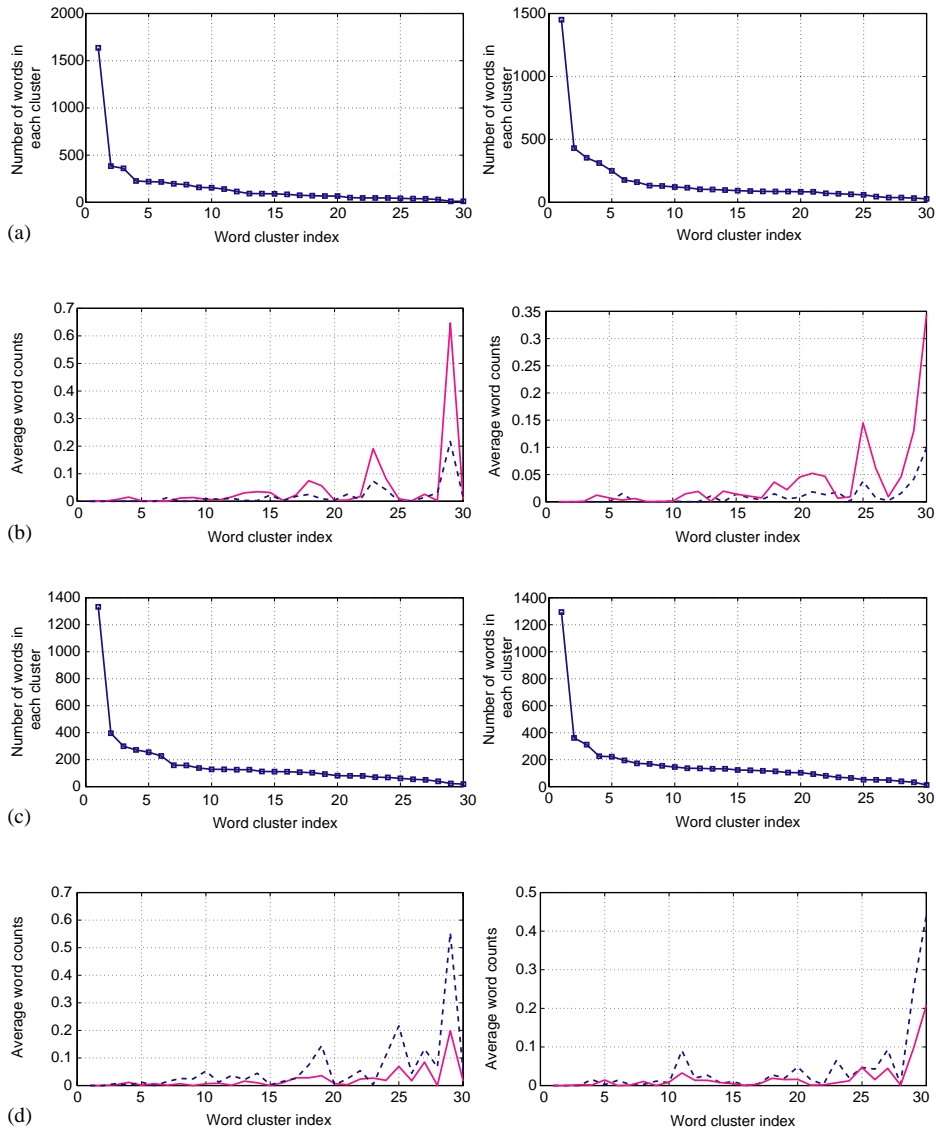 2000
1500
1000
500
0
0 5 10 15 20 25 30
Number of words in
each cluster
Word cluster index
1500
1000
500
0
0 5 10 15 20 25 30
Number of words in
each cluster
Word cluster index
(a)
0.7
0.6
0.5
0.4
0.3
0.2
0.1
0
0 5 10 15 20 25 30
Average word counts
Word cluster index
0.35
0.3
0.25
0.2
0.15
0.1
0.05
0
0 5 10 15 20 25 30
Average word counts
Word cluster index
(b)
1400
1200
1000
800
600
400
200
0
0 5 10 15 20 25 30
Number of words in
each cluster
Word cluster index
1400
1200
1000
800
600
400
200
0
0 5 10 15 20 25 30
Number of words in
each cluster
Word cluster index
(c)
0.7
0.6
0.5
0.4
0.3
0.2
0.1
0
0 5 10 15 20 25 30
Average word counts
Word cluster index
0.5
0.4
0.3
0.2
0.1
0
0 5 10 15 20 25 30
Average word counts
Word cluster index
(d)